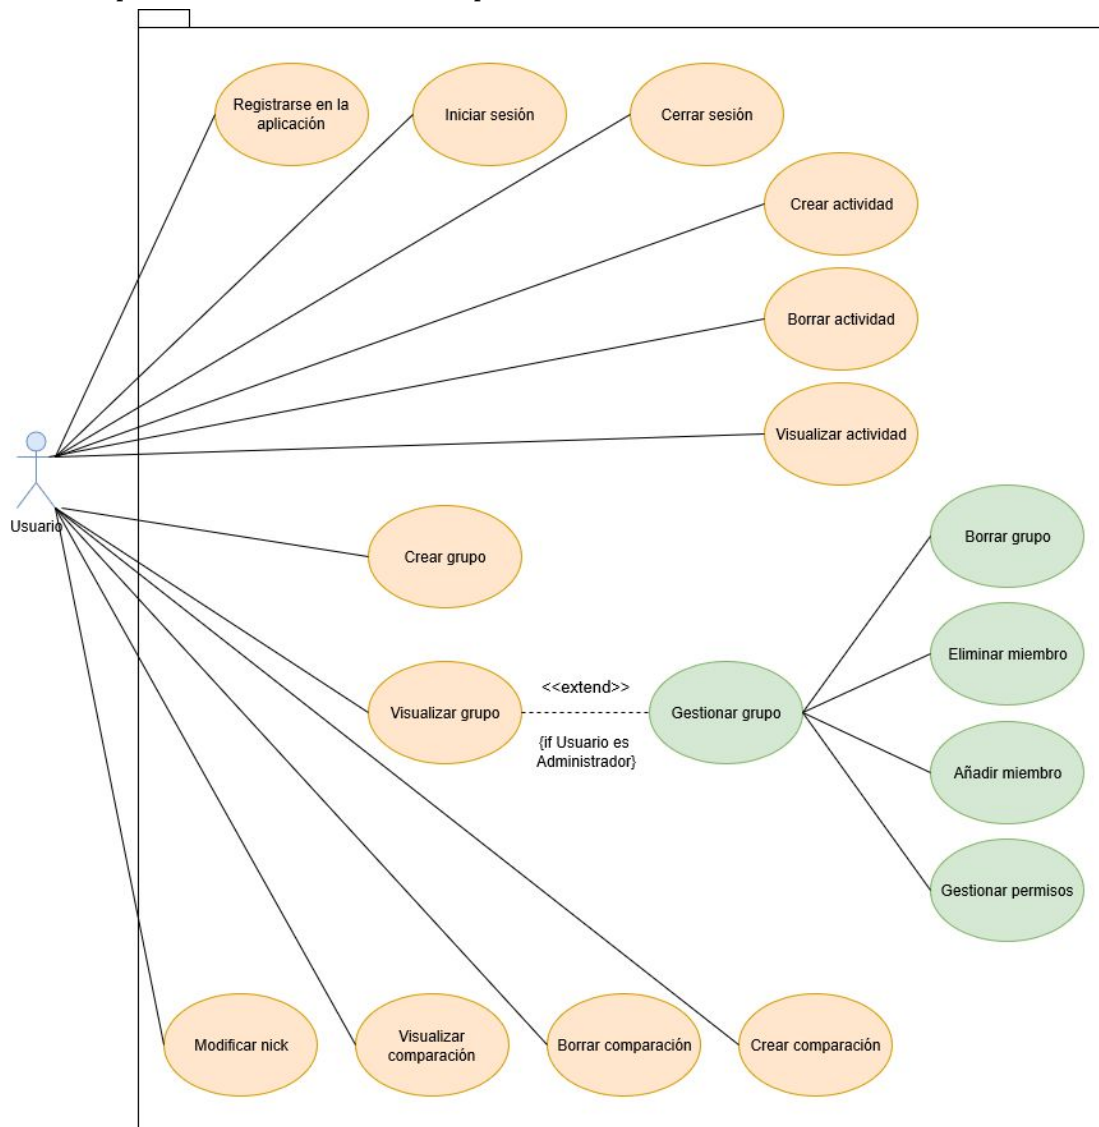 Registrarse en la
aplicación
Iniciar sesión
Cerrar sesión
Crear actividad
Borrar actividad
Visualizar actividad
Usuario
Crear grupo
Borrar grupo
Eliminar miembro
<<extend>>
Visualizar grupo
Gestionar grupo
{if Usuario es
Administrador}
Añadir miembro
Gestionar permisos
Modificar nick
Visualizar
comparación
Borrar comparación
Crear comparación